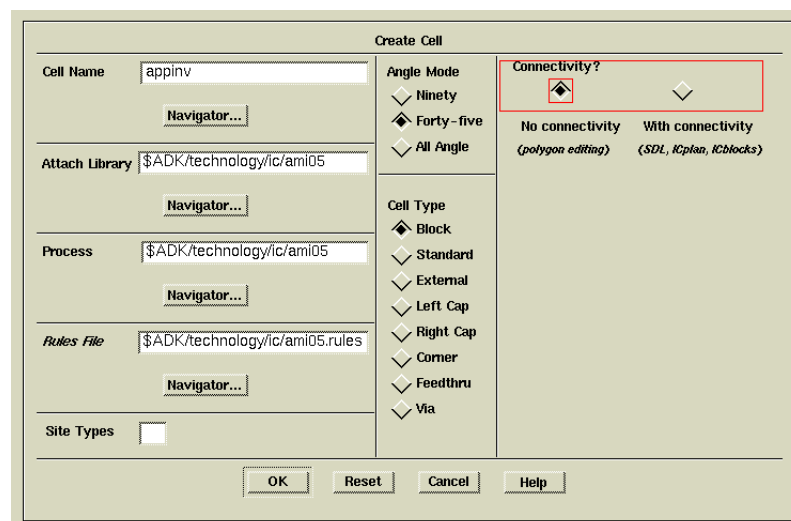 Create Cell
Cell Name appinv
Navigator...
Attach Library $ADK/technology/ic/ami05
Navigator...
Process $ADK/technology/ic/ami05
Navigator...
Rules File $ADK/technology/ic/ami05.rules
Navigator...
Site Types
Angle Mode
Ninety
Forty-five
All Angle
Cell Type
Block
Standard
External
Left Cap
Right Cap
Corner
Feedthru
Via
Connectivity?
No connectivity With connectivity
(polygon editing) (SDL, ICplan, ICblocks)
OK Reset Cancel Help